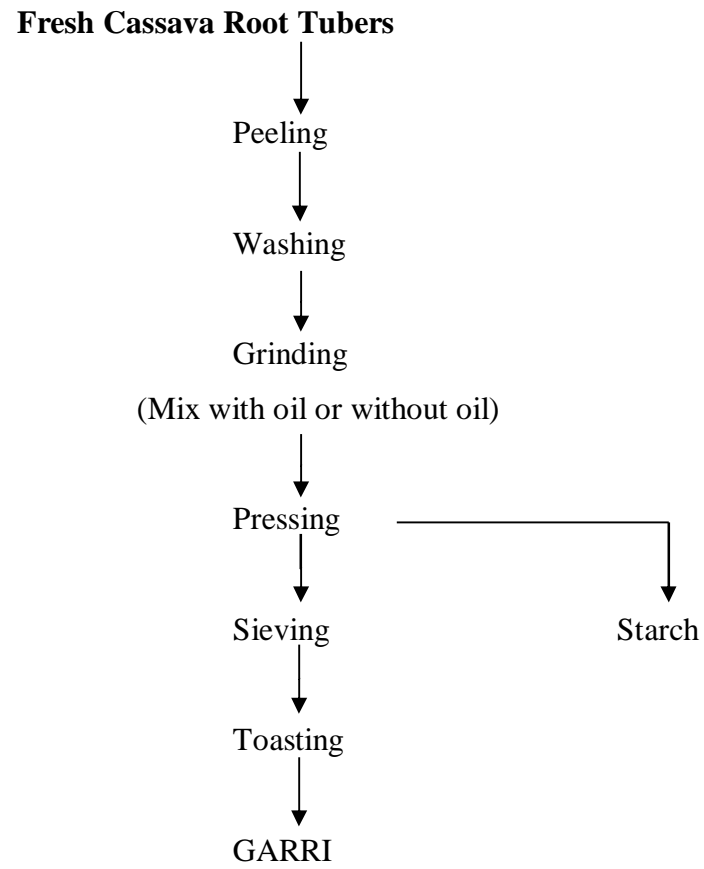 Fresh Cassava Root Tubers
Peeling
Washing
Grinding
(Mix with oil or without oil)
Pressing
Sieving
Starch
Toasting
GARRI